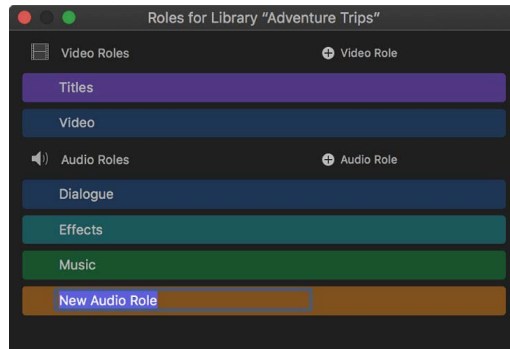 Roles for Library “Adventure Trips”
Video Roles
Video Role
Titles
Video
Audio Roles
Audio Role
Dialogue
Effects
Music
New Audio Role